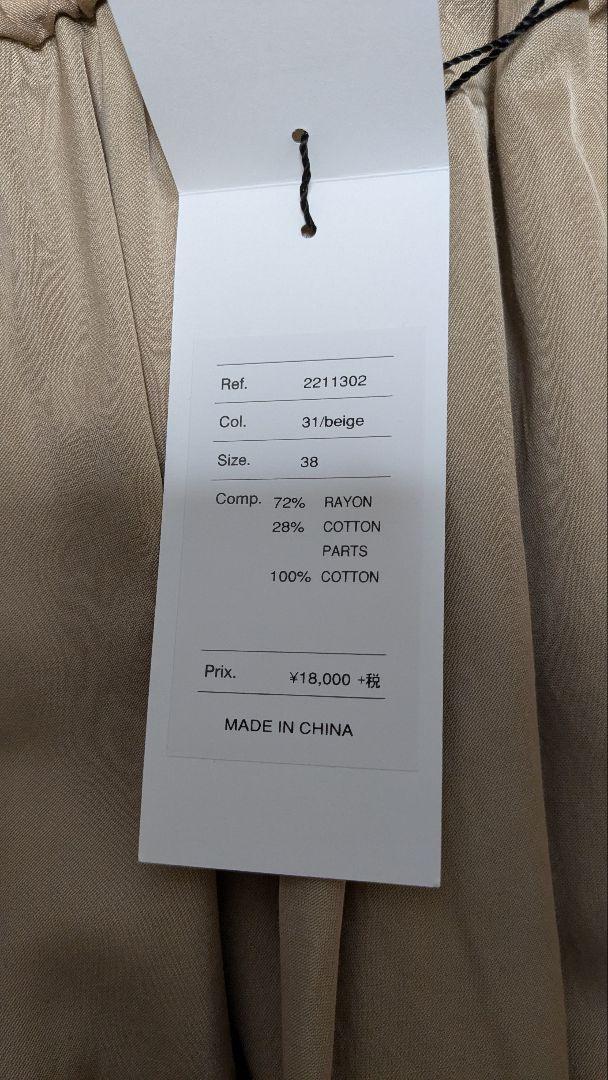 Ref. 2211302
Col. 31/beige
Size. 38
Comp. 72% RAYON
28% COTTON
PARTS
100% COTTON
Prix. ¥18,000 +税
MADE IN CHINA